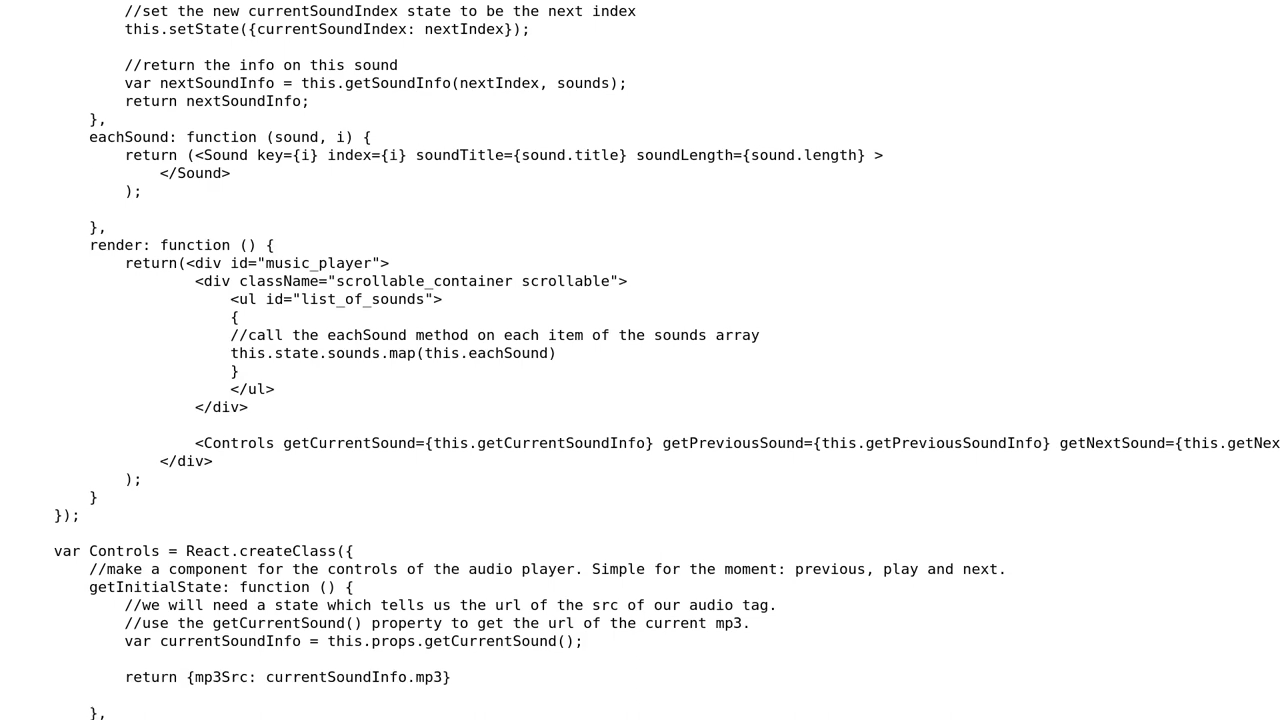 //set the new currentSoundIndex state to be the next index
        this.setState({currentSoundIndex: nextIndex});

        //return the info on this sound
        var nextSoundInfo = this.getSoundInfo(nextIndex, sounds);
        return nextSoundInfo;
    },
    eachSound: function (sound, i) {
        return (<Sound key={i} index={i} soundTitle={sound.title} soundLength={sound.length} >
            </Sound>
        );

    },
    render: function () {
        return(<div id="music_player">
                <div className="scrollable_container scrollable">
                    <ul id="list_of_sounds">
                    {
                    //call the eachSound method on each item of the sounds array
                    this.state.sounds.map(this.eachSound)
                    }
                    </ul>
                </div>

                <Controls getCurrentSound={this.getCurrentSoundInfo} getPreviousSound={this.getPreviousSoundInfo} getNextSound={this.getNex
            </div>
        );
    }
});

var Controls = React.createClass({
    //make a component for the controls of the audio player. Simple for the moment: previous, play and next.
    getInitialState: function () {
        //we will need a state which tells us the url of the src of our audio tag.
        //use the getCurrentSound() property to get the url of the current mp3.
        var currentSoundInfo = this.props.getCurrentSound();

        return {mp3Src: currentSoundInfo.mp3}

    },